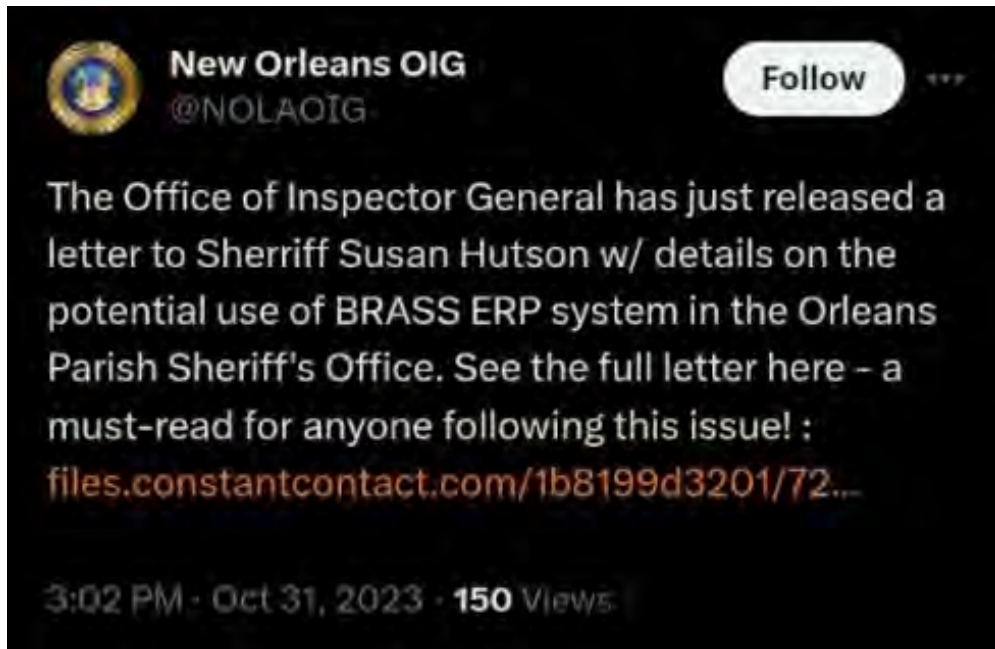 New Orleans OIG
@NOLAOIG
Follow
The Office of Inspector General has just released a
letter to Sherriff Susan Hutson w/ details on the
potential use of BRASS ERP system in the Orleans
Parish Sheriff's Office. See the full letter here – a
must-read for anyone following this issue! :
files.constantcontact.com/1b8199d3201/72...
3:02 PM · Oct 31, 2023 · 150 Views